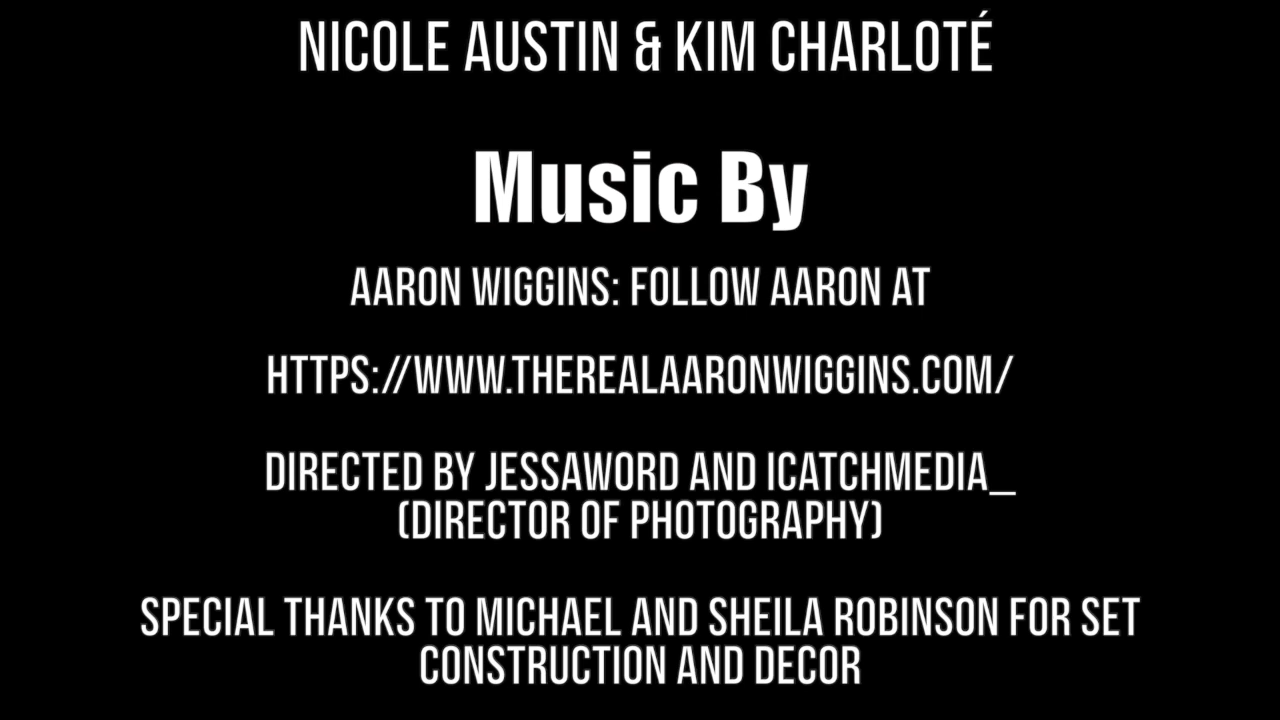 NICOLE AUSTIN & KIM CHARLOTÉ
Music By
AARON WIGGINS: FOLLOW AARON AT
HTTPS://WWW.THEREALAARONWIGGINS.COM/
DIRECTED BY JESSAWORD AND ICATCHMEDIA_
(DIRECTOR OF PHOTOGRAPHY)
SPECIAL THANKS TO MICHAEL AND SHEILA ROBINSON FOR SET
CONSTRUCTION AND DECOR